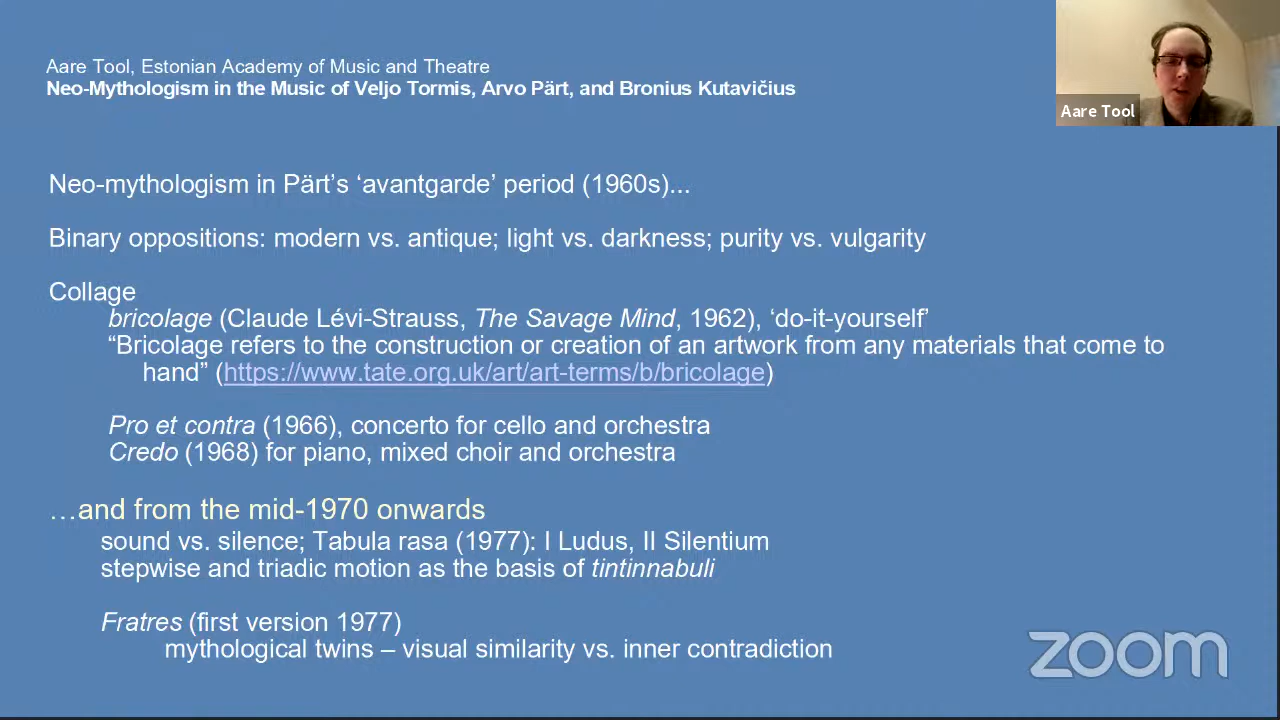 Aare Tool, Estonian Academy of Music and Theatre
Neo-Mythologism in the Music of Veljo Tormis, Arvo Pärt, and Bronius Kutavičius
Aare Tool
Neo-mythologism in Pärt’s ‘avantgarde’ period (1960s)...
Binary oppositions: modern vs. antique; light vs. darkness; purity vs. vulgarity
Collage
bricolage (Claude Lévi-Strauss, The Savage Mind, 1962), ‘do-it-yourself’
“Bricolage refers to the construction or creation of an artwork from any materials that come to
hand” (https://www.tate.org.uk/art/art-terms/b/bricolage)
Pro et contra (1966), concerto for cello and orchestra
Credo (1968) for piano, mixed choir and orchestra
…and from the mid-1970 onwards
sound vs. silence; Tabula rasa (1977): I Ludus, II Silentium
stepwise and triadic motion as the basis of tintinnabuli
Fratres (first version 1977)
mythological twins – visual similarity vs. inner contradiction
zoom